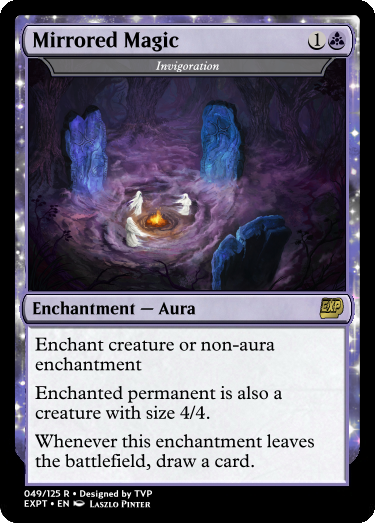 Mirrored Magic 1
Invigoration
Enchantment — Aura
EXP
Enchant creature or non-aura
enchantment
Enchanted permanent is also a
creature with size 4/4.
Whenever this enchantment leaves
the battlefield, draw a card.
049/125 R • Designed by TVP
EXPT • EN Laszlo Pinter